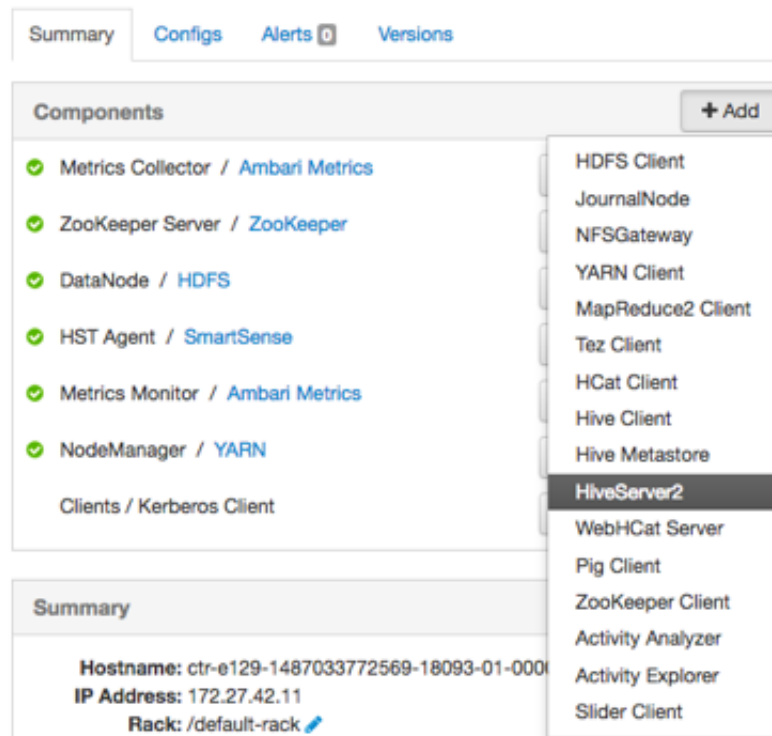 Summary Configs Alerts 0 Versions
Components
+ Add
Metrics Collector / Ambari Metrics
ZooKeeper Server / ZooKeeper
DataNode / HDFS
HST Agent / SmartSense
Metrics Monitor / Ambari Metrics
NodeManager / YARN
Clients / Kerberos Client
HDFS Client
JournalNode
NFSGateway
YARN Client
MapReduce2 Client
Tez Client
HCat Client
Hive Client
Hive Metastore
HiveServer2
WebHCat Server
Pig Client
ZooKeeper Client
Activity Analyzer
Activity Explorer
Slider Client
Summary
Hostname: ctr-e129-1487033772569-18093-01-000
IP Address: 172.27.42.11
Rack: /default-rack